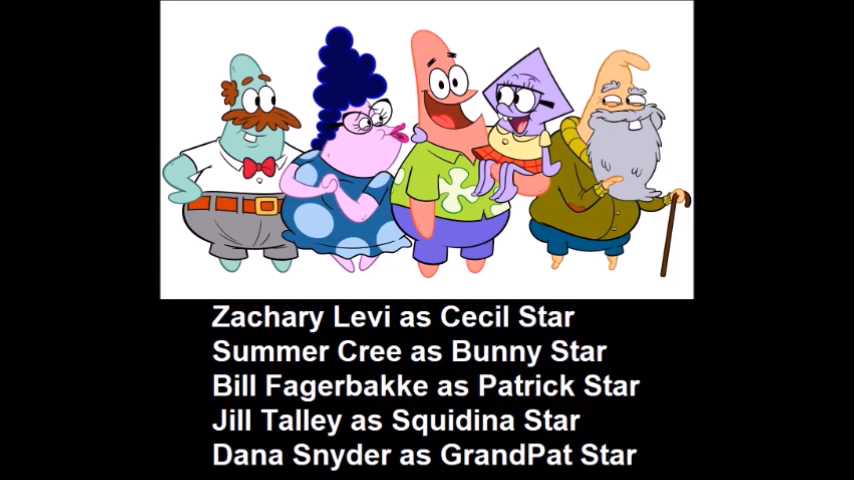 Zachary Levi as Cecil Star
Summer Cree as Bunny Star
Bill Fagerbakke as Patrick Star
Jill Talley as Squidina Star
Dana Snyder as GrandPat Star